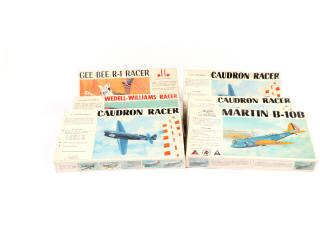 GEE BEE R-1 RACER
CAUDRON RACER
WEDELL-WILLIAMS RACER
CAUDRON RACER
CAUDRON RACER
MARTIN B-10B